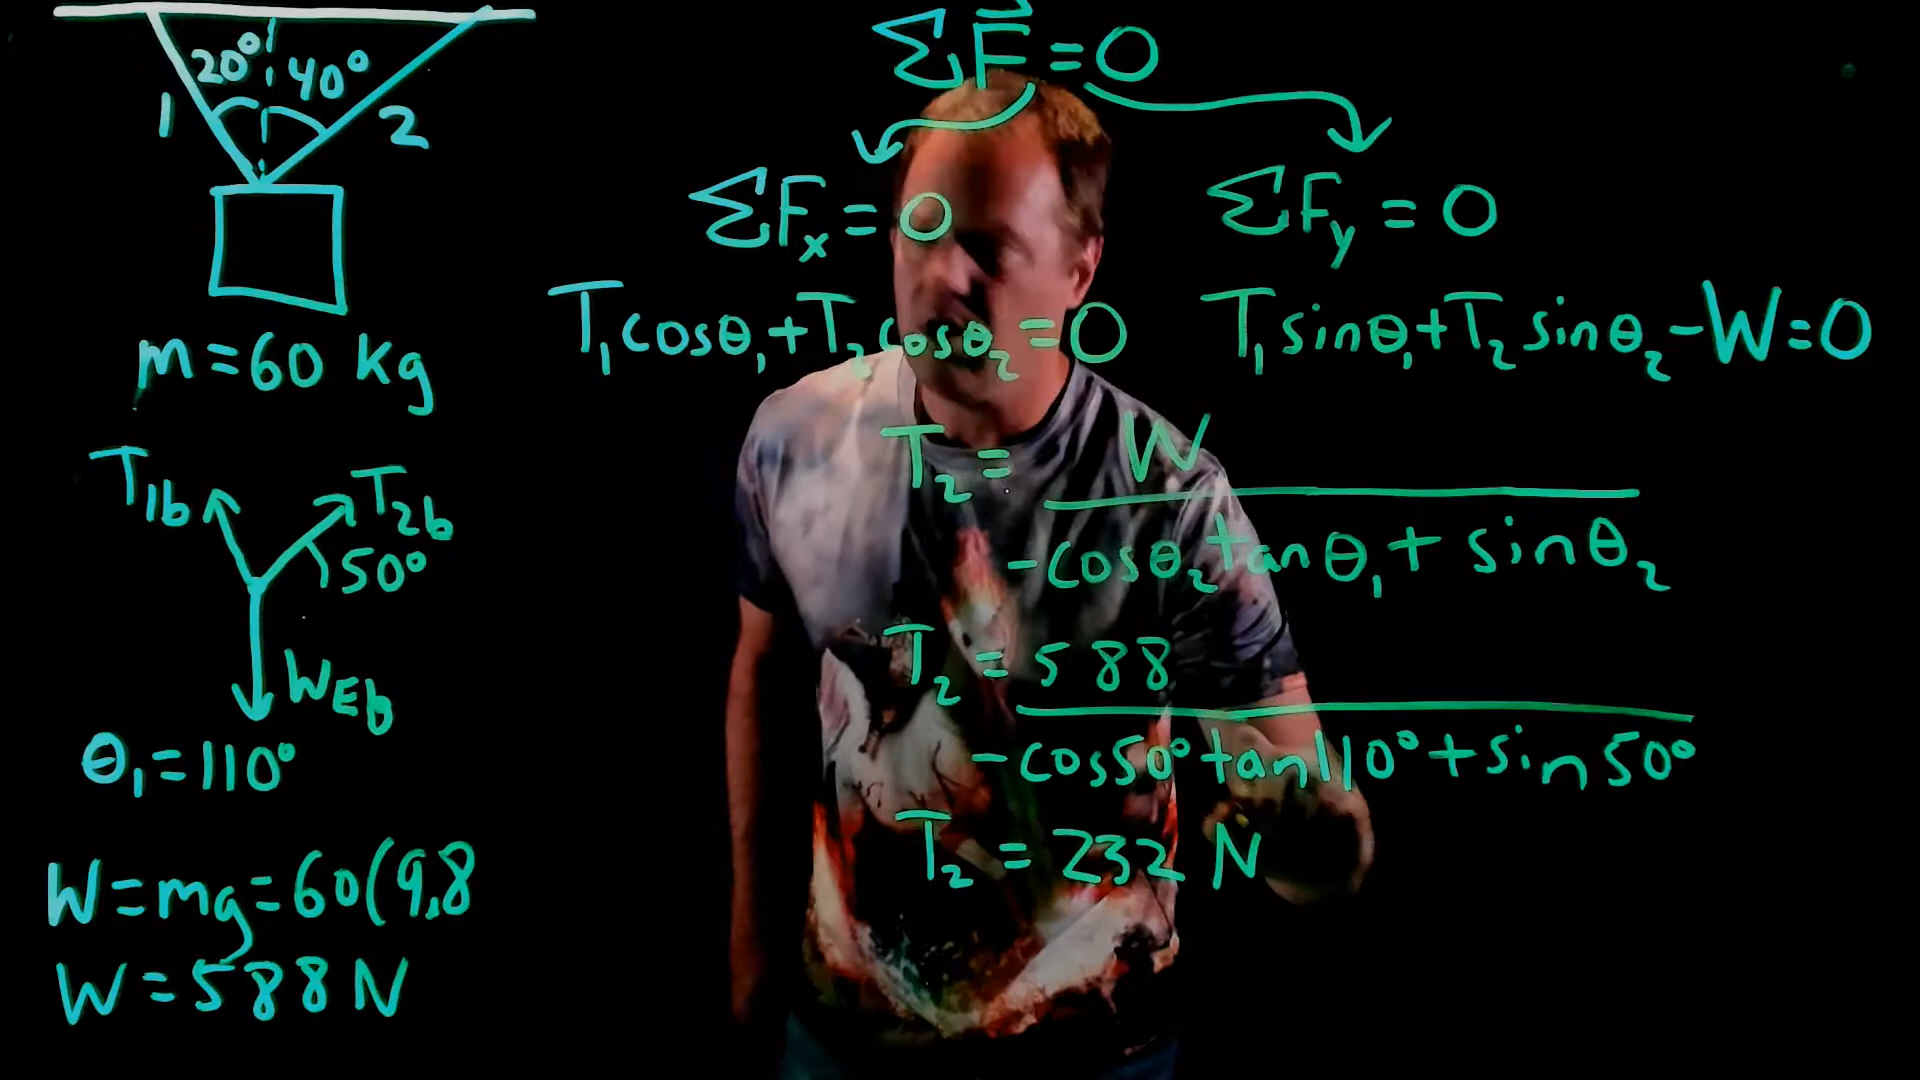 20° 40°
1 2
m = 60 kg
T1b T2b
50°
WEb
θ₁ = 110°
W = mg = 60(9.8
W = 588 N
ΣF⃗ = 0
ΣFx = 0
T₁cosθ₁ + T₂cosθ₂ = 0
ΣFy = 0
T₁sinθ₁ + T₂sinθ₂ - W = 0
T₂ = W
-cosθ₂tanθ₁ + sinθ₂
T₂ = 588
-cos50°tan110° + sin50°
T₂ = 232 N